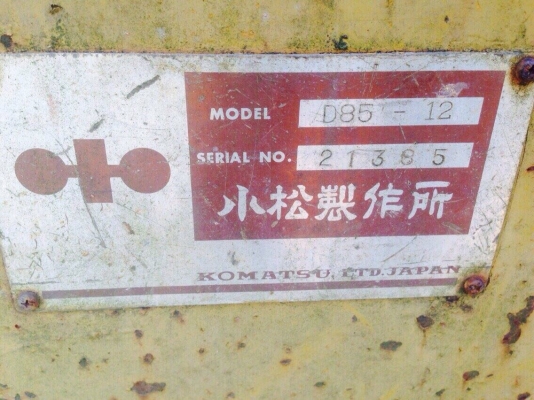 MODEL D85-12
SERIAL NO. 21385
小松製作所
KOMATSU, LTD. JAPAN